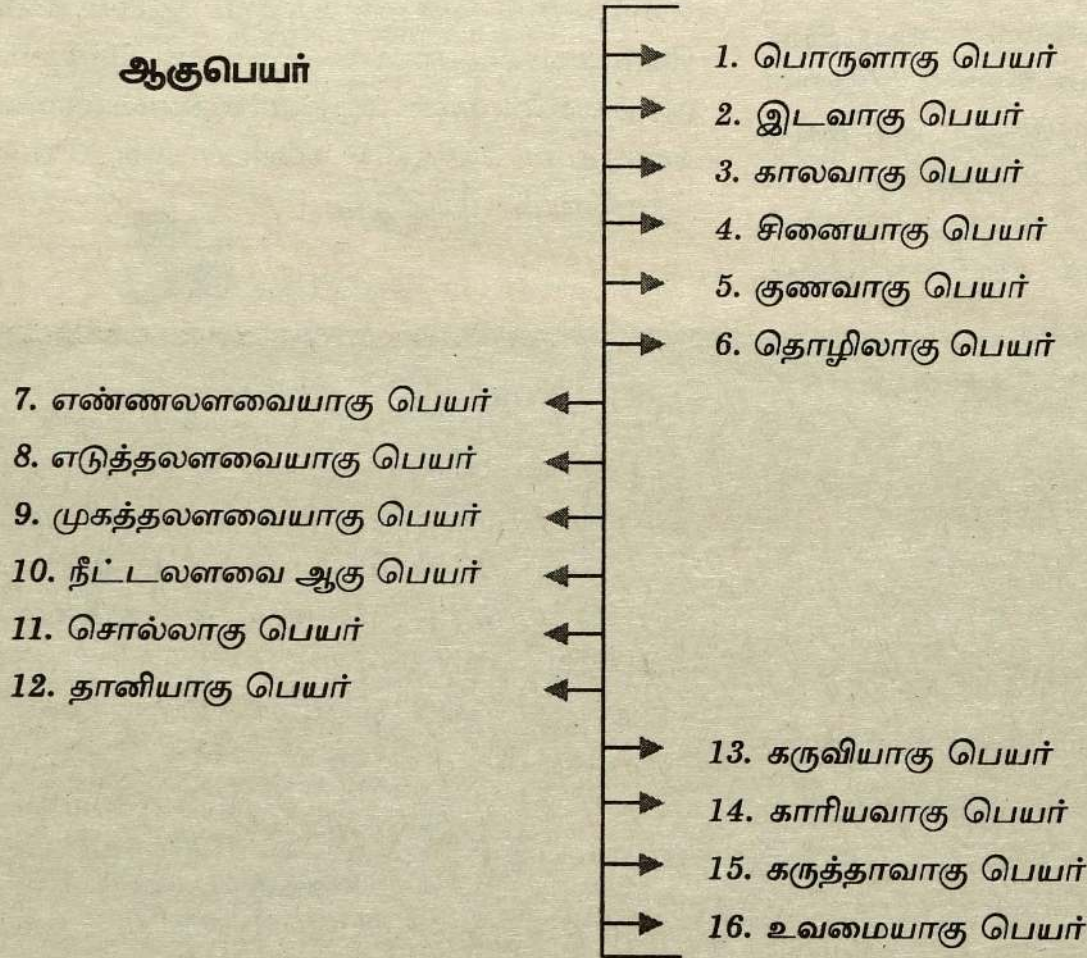 ஆகுபெயர்
1. பொருளாகு பெயர்
2. இடவாகு பெயர்
3. காலவாகு பெயர்
4. சினையாகு பெயர்
5. குணவாகு பெயர்
6. தொழிலாகு பெயர்
7. எண்ணலளவையாகு பெயர்
8. எடுத்தலளவையாகு பெயர்
9. முகத்தலளவையாகு பெயர்
10. நீட்டலளவை ஆகு பெயர்
11. சொல்லாகு பெயர்
12. தானியாகு பெயர்
13. கருவியாகு பெயர்
14. காரியவாகு பெயர்
15. கருத்தாவாகு பெயர்
16. உவமையாகு பெயர்